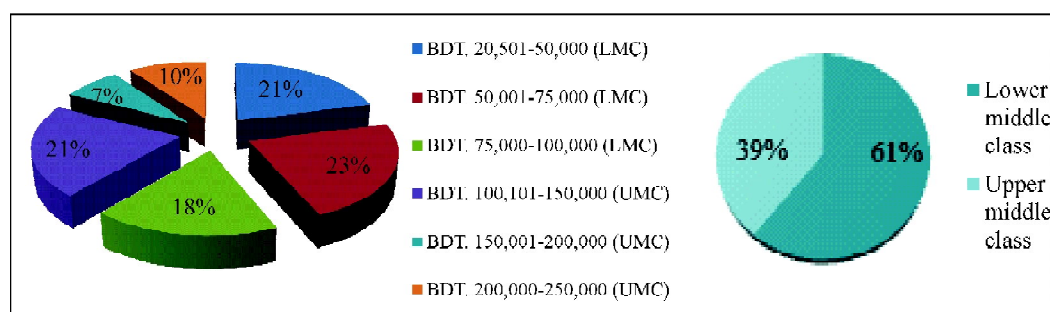 21%
23%
18%
21%
7%
10%
BDT. 20,501-50,000 (LMC)
BDT. 50,001-75,000 (LMC)
BDT. 75,000-100,000 (LMC)
BDT. 100,101-150,000 (UMC)
BDT. 150,001-200,000 (UMC)
BDT. 200,000-250,000 (UMC)
39%
61%
Lower
middle
class
Upper
middle
class